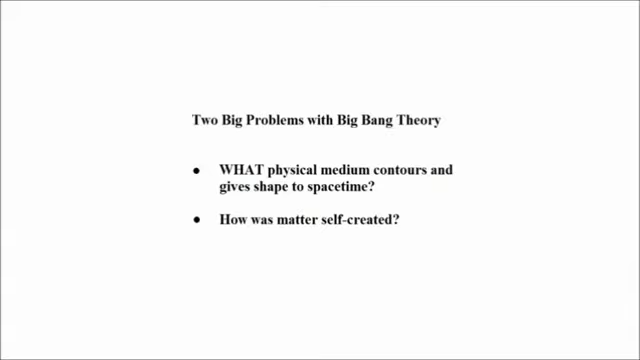 Two Big Problems with Big Bang Theory
● WHAT physical medium contours and
gives shape to spacetime?
● How was matter self-created?